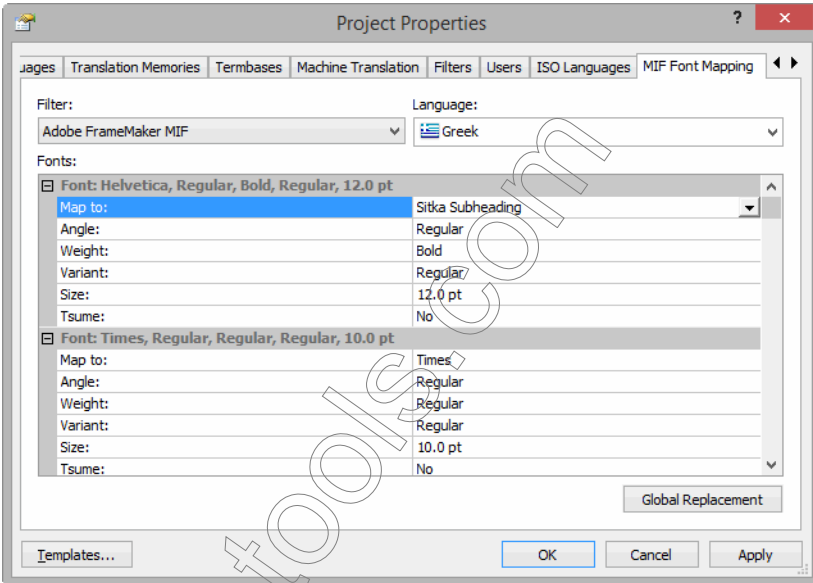 Project Properties
? ×
uages Translation Memories Termbases Machine Translation Filters Users ISO Languages MIF Font Mapping
Filter: Language:
Adobe FrameMaker MIF Greek
Fonts:
Font: Helvetica, Regular, Bold, Regular, 12.0 pt
Map to: Sitka Subheading
Angle: Regular
Weight: Bold
Variant: Regular
Size: 12.0 pt
Tsume: No
Font: Times, Regular, Regular, Regular, 10.0 pt
Map to: Times
Angle: Regular
Weight: Regular
Variant: Regular
Size: 10.0 pt
Tsume: No
Global Replacement
Templates... OK Cancel Apply
tools.com